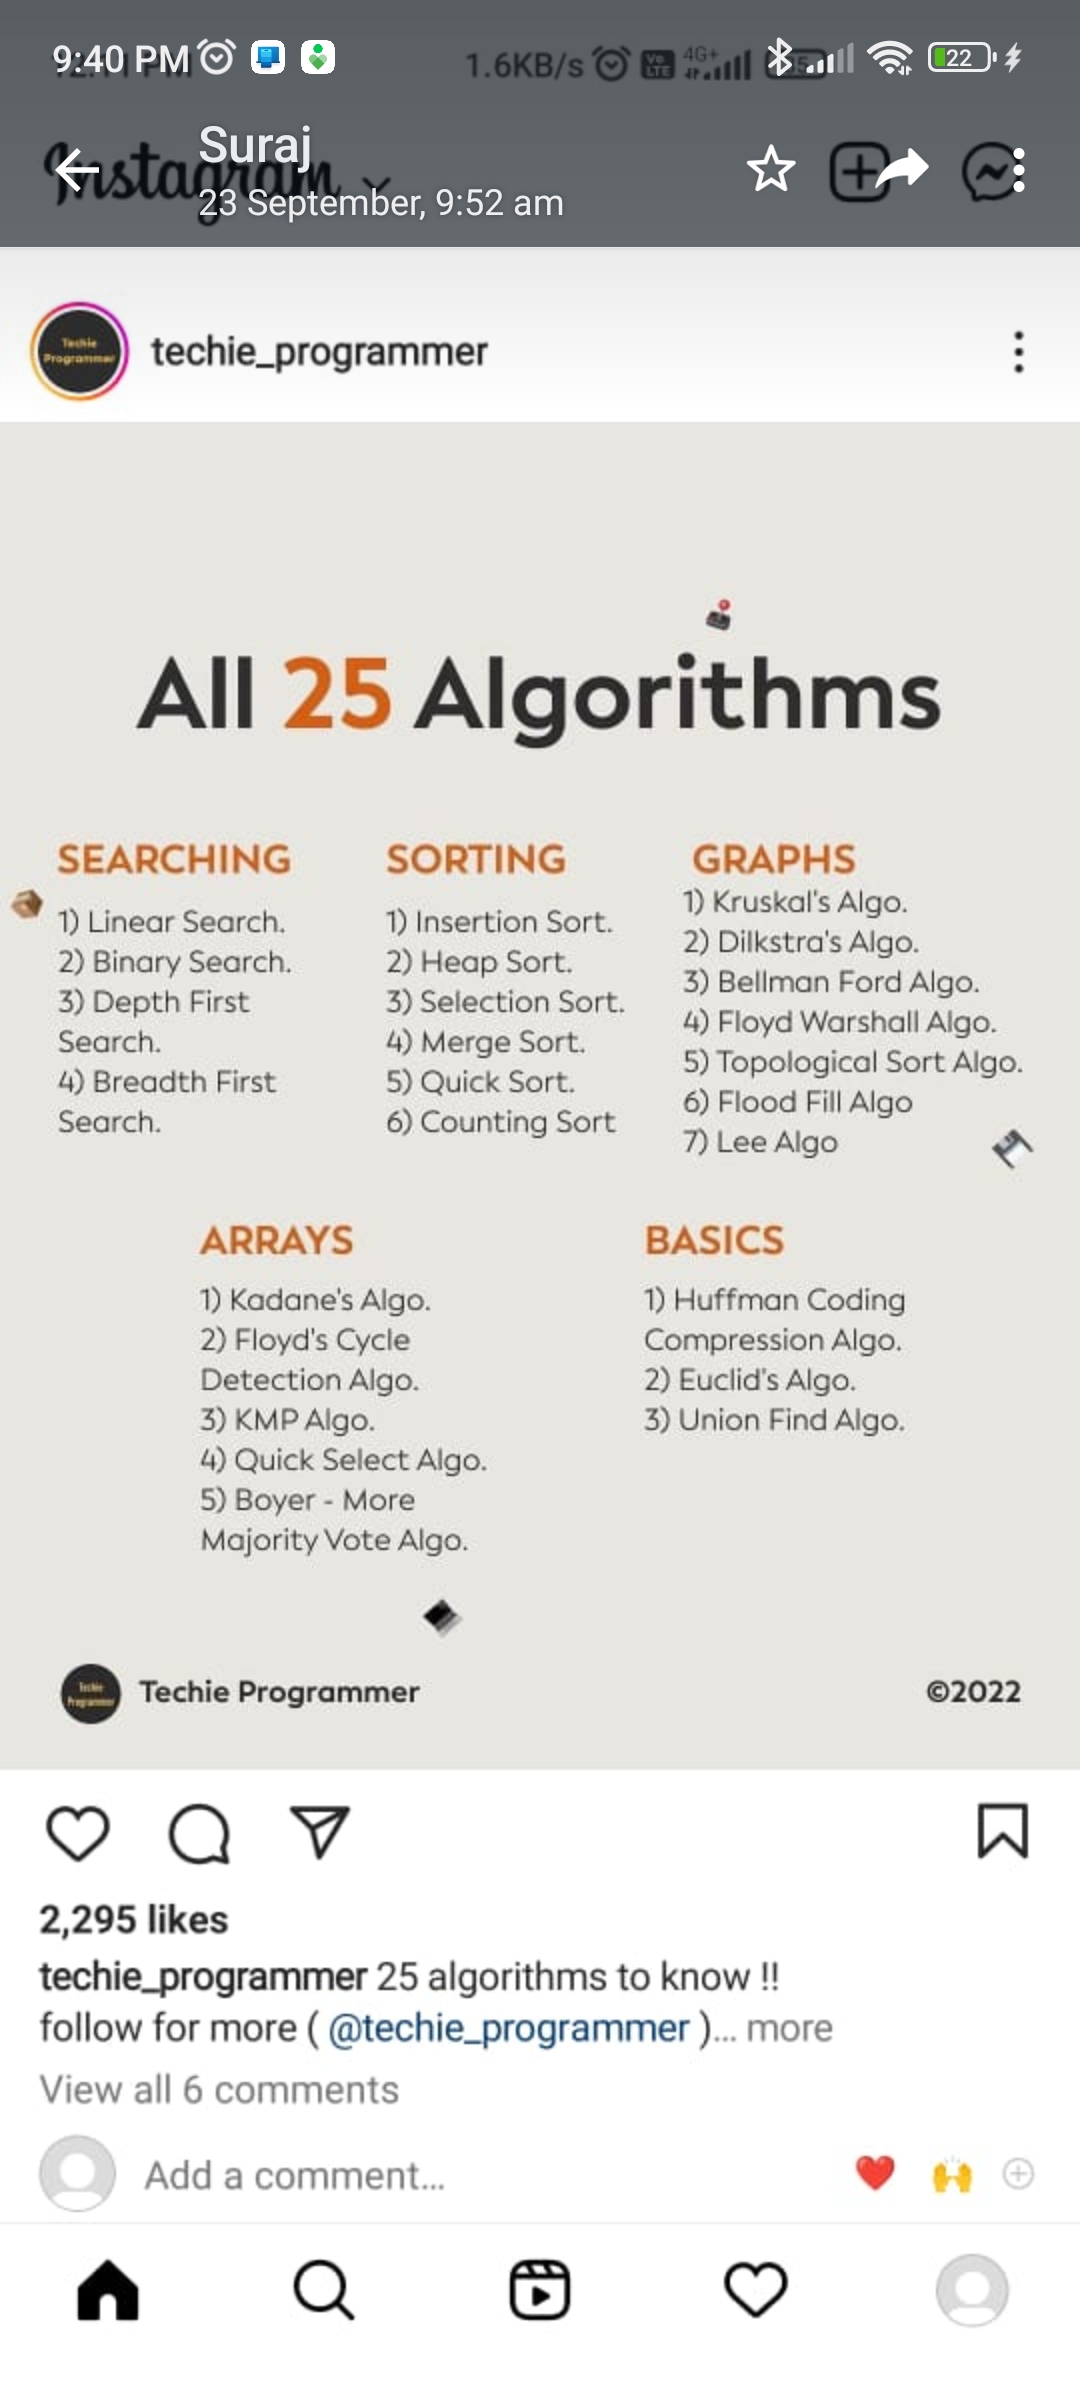 9:40 PM
1.6KB/s
4G+
22
Instagram
Suraj
23 September, 9:52 am
Techie
Programmer
techie_programmer
All 25 Algorithms
SEARCHING
1) Linear Search.
2) Binary Search.
3) Depth First
Search.
4) Breadth First
Search.
SORTING
1) Insertion Sort.
2) Heap Sort.
3) Selection Sort.
4) Merge Sort.
5) Quick Sort.
6) Counting Sort
GRAPHS
1) Kruskal's Algo.
2) Dilkstra's Algo.
3) Bellman Ford Algo.
4) Floyd Warshall Algo.
5) Topological Sort Algo.
6) Flood Fill Algo
7) Lee Algo
ARRAYS
1) Kadane's Algo.
2) Floyd's Cycle
Detection Algo.
3) KMP Algo.
4) Quick Select Algo.
5) Boyer - More
Majority Vote Algo.
BASICS
1) Huffman Coding
Compression Algo.
2) Euclid's Algo.
3) Union Find Algo.
Techie
Programmer
Techie Programmer
©2022
2,295 likes
techie_programmer 25 algorithms to know !!
follow for more ( @techie_programmer )... more
View all 6 comments
Add a comment...